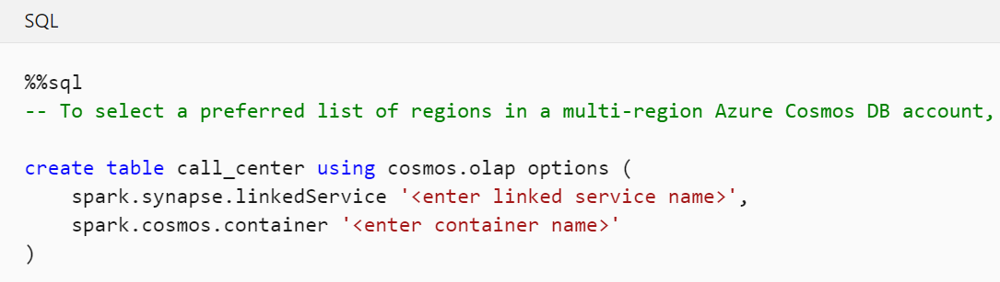 SQL
%%sql
-- To select a preferred list of regions in a multi-region Azure Cosmos DB account,
create table call_center using cosmos.olap options (
    spark.synapse.linkedService '<enter linked service name>',
    spark.cosmos.container '<enter container name>'
)